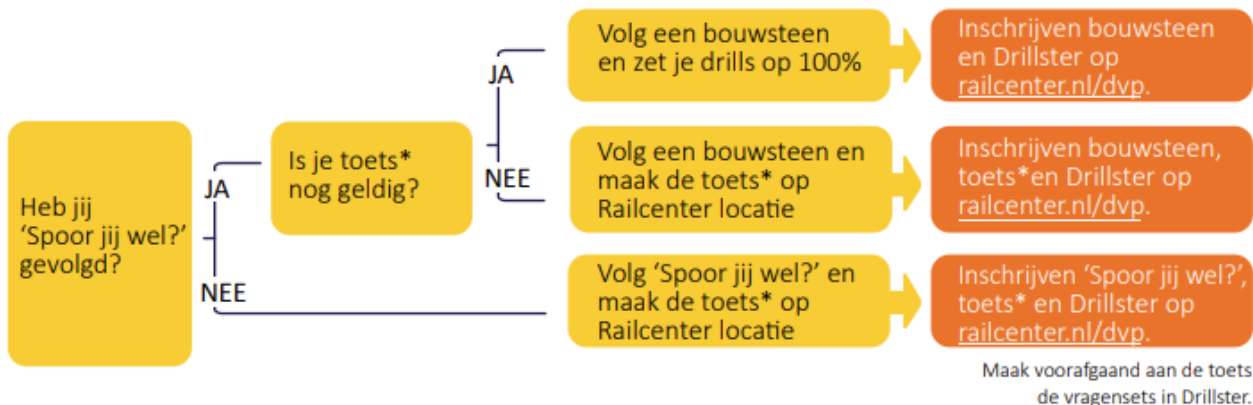 Heb jij
'Spoor jij wel?'
gevolgd?
JA
NEE
Is je toets*
nog geldig?
JA
NEE
Volg een bouwsteen
en zet je drills op 100%
Inschrijven bouwsteen
en Drillster op
railcenter.nl/dvp.
Volg een bouwsteen en
maak de toets* op
Railcenter locatie
Inschrijven bouwsteen,
toets*en Drillster op
railcenter.nl/dvp.
Volg 'Spoor jij wel?' en
maak de toets* op
Railcenter locatie
Inschrijven 'Spoor jij wel?',
toets* en Drillster op
railcenter.nl/dvp.
Maak voorafgaand aan de toets
de vragensets in Drillster.